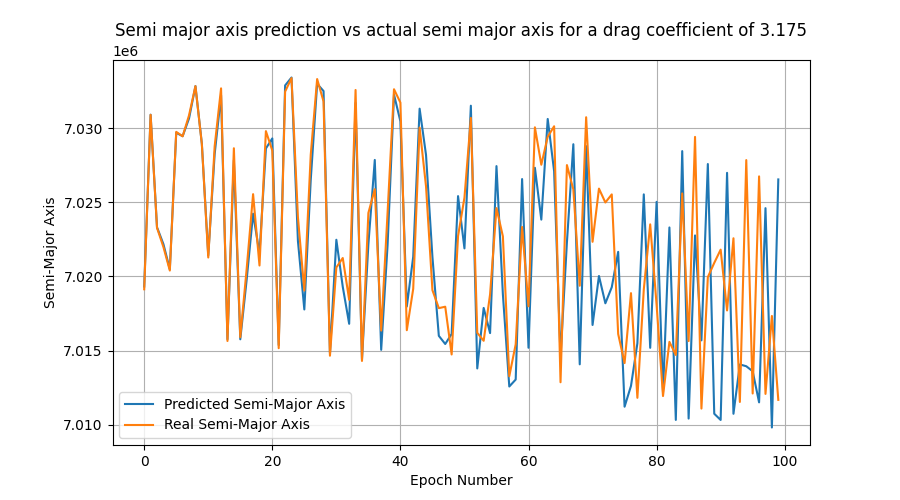 Semi major axis prediction vs actual semi major axis for a drag coefficient of 3.175
1e6
7.030
7.025
7.020
7.015
7.010
Semi-Major Axis
Predicted Semi-Major Axis
Real Semi-Major Axis
0 20 40 60 80 100
Epoch Number